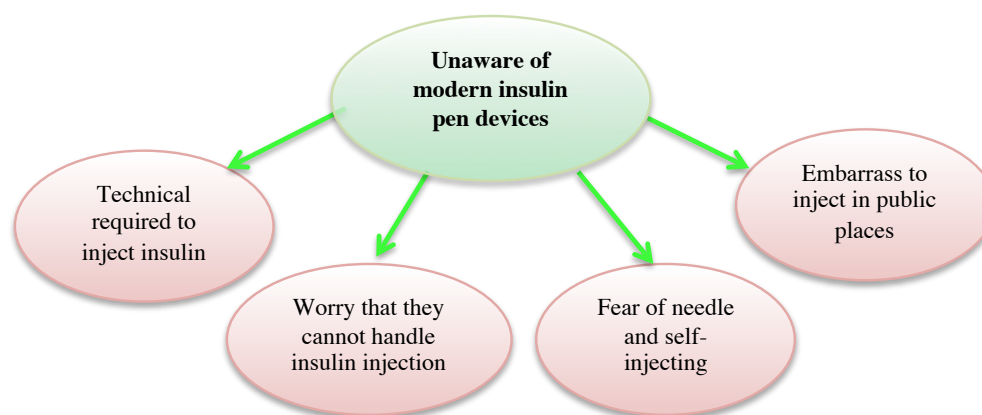 Unaware of
modern insulin
pen devices
Technical
required to
inject insulin
Worry that they
cannot handle
insulin injection
Fear of needle
and self-
injecting
Embarrass to
inject in public
places